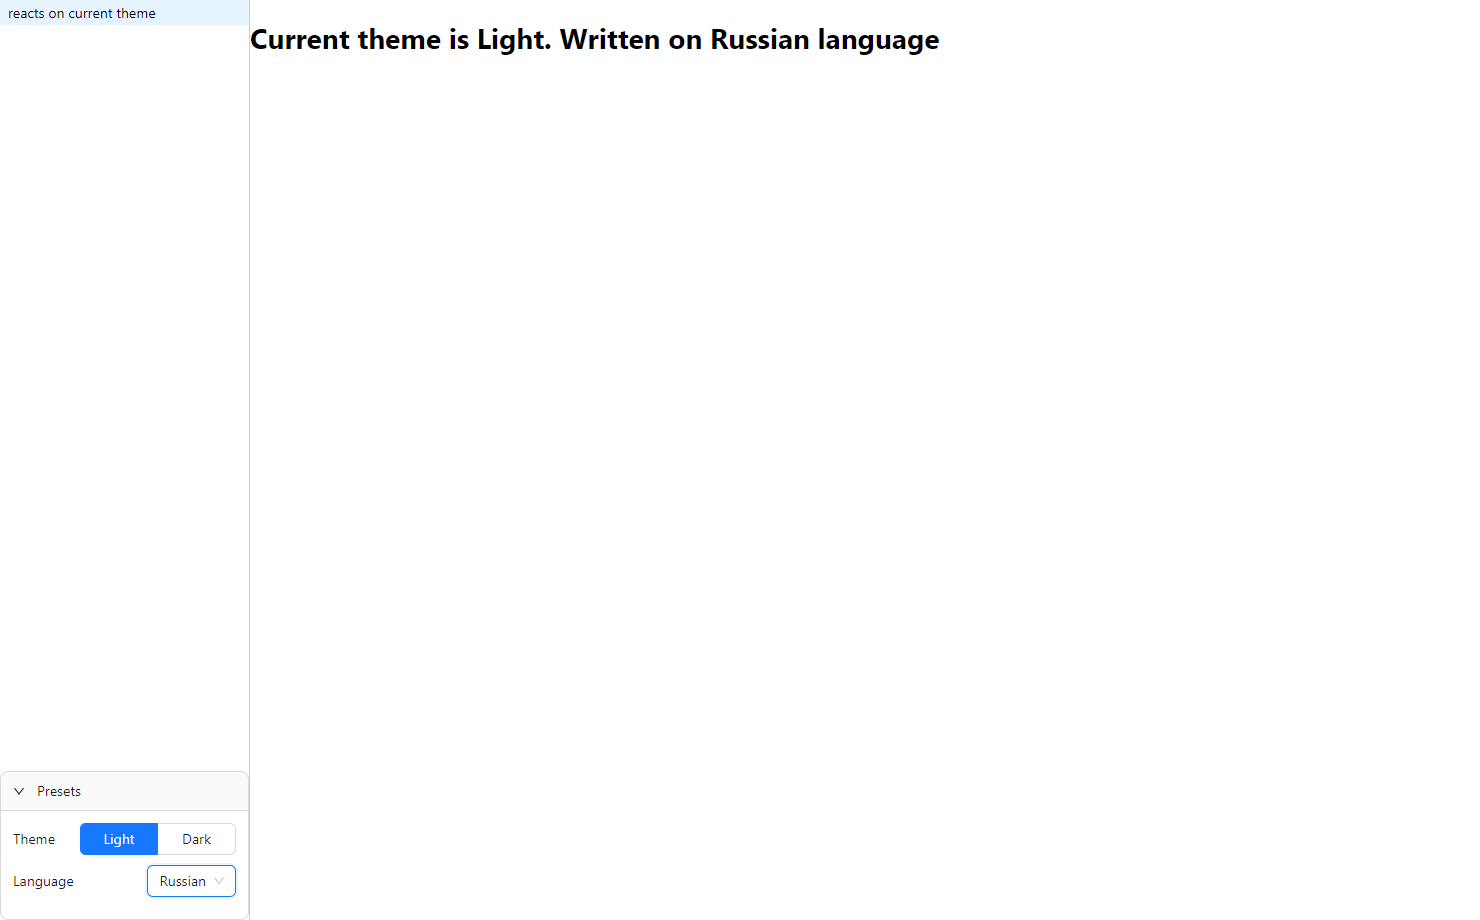 reacts on current theme
Current theme is Light. Written on Russian language
Presets
Theme Light Dark
Language Russian